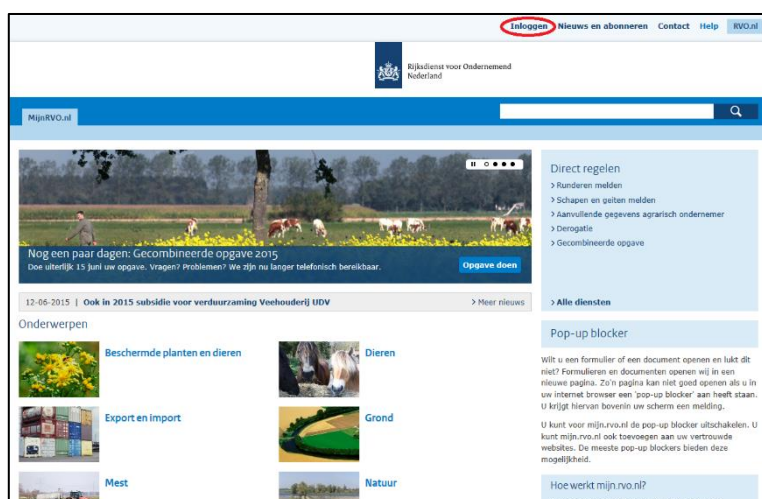 Inloggen Nieuws en abonneren Contact Help RVO.nl
Rijksdienst voor Ondernemend
Nederland
MijnRVO.nl
Nog een paar dagen: Gecombineerde opgave 2015
Doe uiterlijk 15 juni uw opgave. Vragen? Problemen? We zijn nu langer telefonisch bereikbaar.
Opgave doen
12-06-2015 | Ook in 2015 subsidie voor verduurzaming Veehouderij UDV
> Meer nieuws
Onderwerpen
Beschermde planten en dieren
Dieren
Export en import
Grond
Mest
Natuur
Direct regelen
> Runderen melden
> Schapen en geiten melden
> Aanvullende gegevens agrarisch ondernemer
> Derogatie
> Gecombineerde opgave
> Alle diensten
Pop-up blocker
Wilt u een formulier of een document openen en lukt dit
niet? Formulieren en documenten openen wij in een
nieuwe pagina. Zo'n pagina kan niet goed openen als u in
uw internet browser een 'pop-up blocker' aan heeft staan.
U krijgt hiervan bovenin uw scherm een melding.
U kunt voor mijn.rvo.nl de pop-up blocker uitschakelen. U
kunt mijn.rvo.nl ook toevoegen aan uw vertrouwde
websites. De meeste pop-up blockers bieden deze
mogelijkheid.
Hoe werkt mijn.rvo.nl?